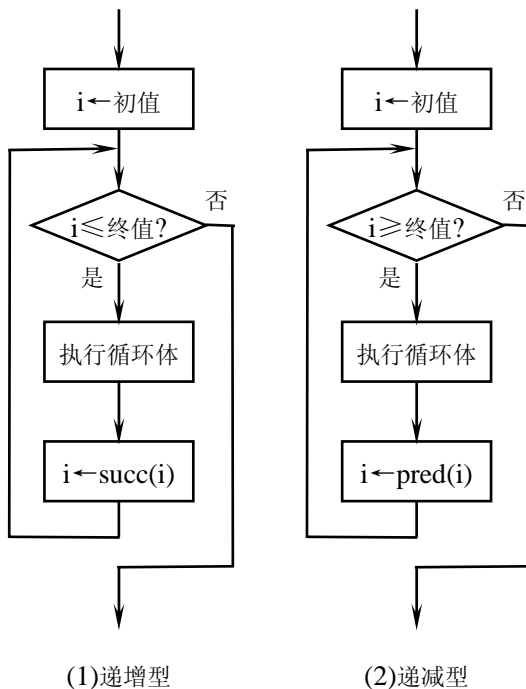 i←初值
否
i≤终值?
是
执行循环体
i←succ(i)
(1)递增型
i←初值
否
i≥终值?
是
执行循环体
i←pred(i)
(2)递减型